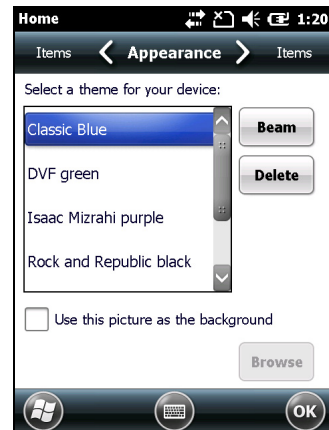 Home 1:20
Items Appearance Items
Select a theme for your device:
Classic Blue
Beam
DVF green
Delete
Isaac Mizrahi purple
Rock and Republic black
Use this picture as the background
Browse
OK